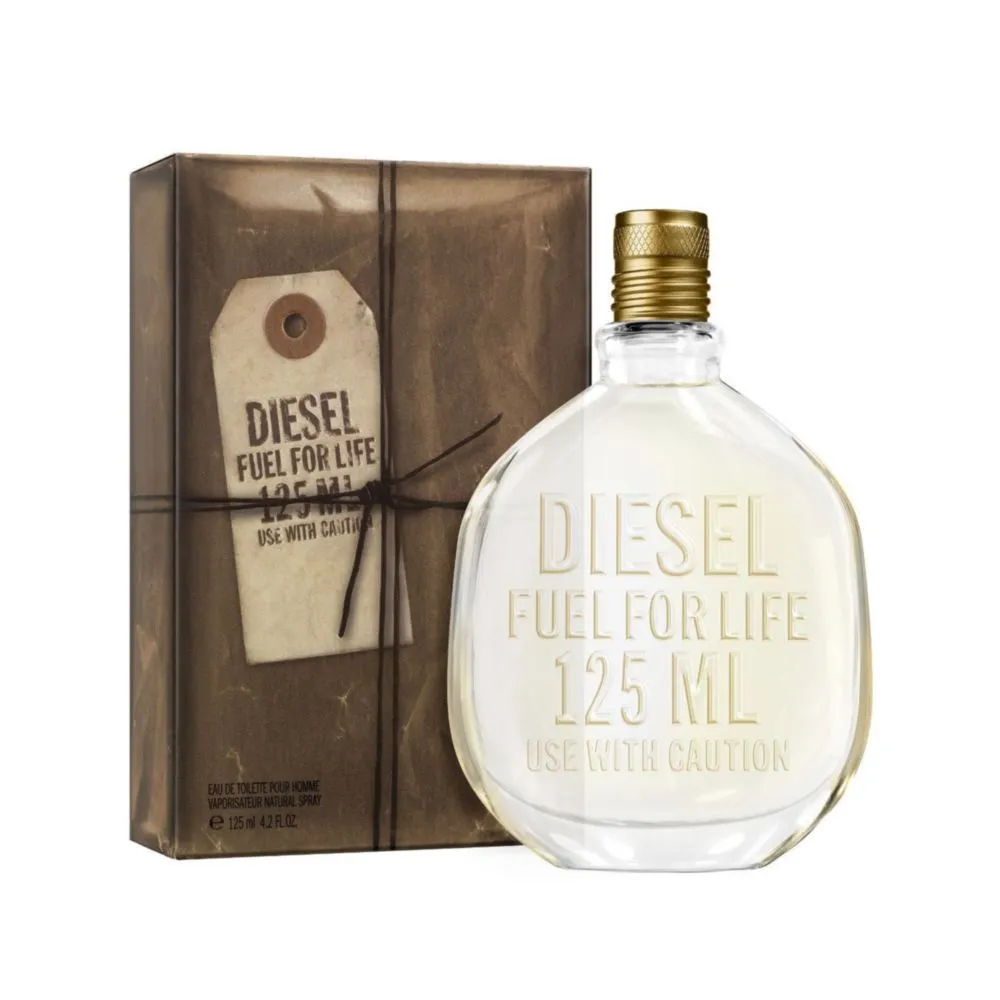 DIESEL
FUEL FOR LIFE
125 ML
USE WITH CAUTION
EAU DE TOILETTE POUR HOMME
VAPORISATEUR NATURAL SPRAY
℮ 125 ml 4.2 FL.OZ.
DIESEL
FUEL FOR LIFE
125 ML
USE WITH CAUTION